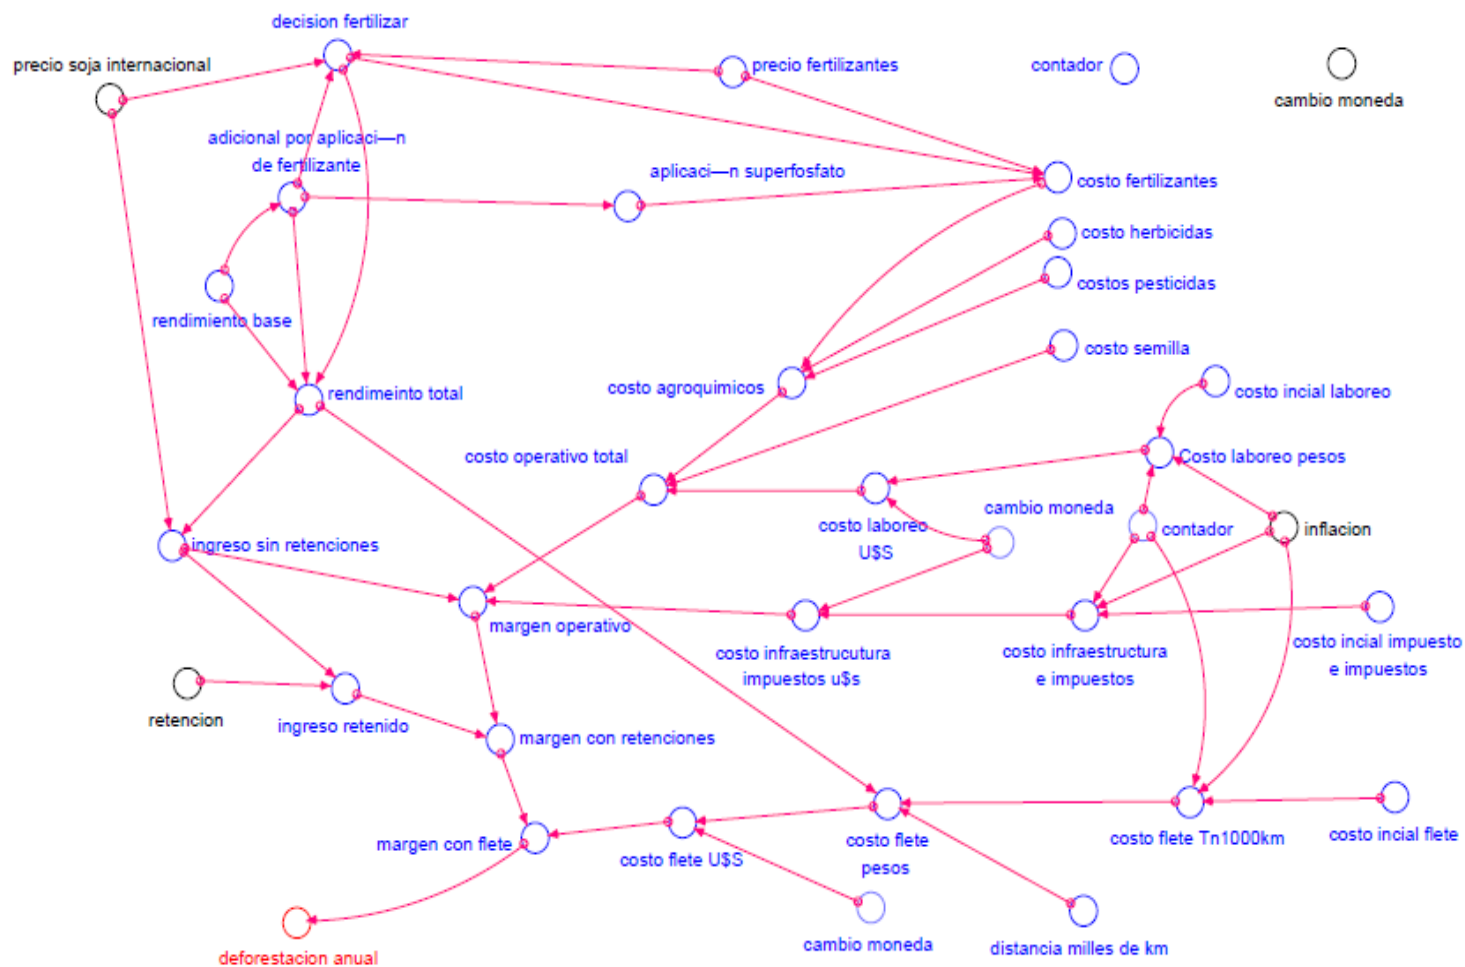 decision fertilizar
precio soja internacional
precio fertilizantes
contador
cambio moneda
adicional por aplicaci—n
de fertilizante
aplicaci—n superfosfato
costo fertilizantes
costo herbicidas
costos pesticidas
rendimiento base
costo semilla
rendimeinto total
costo agroquimicos
costo incial laboreo
costo operativo total
Costo laboreo pesos
cambio moneda
costo laboreo
U$S
contador
inflacion
ingreso sin retenciones
margen operativo
costo infraestrucutura
impuestos u$s
costo infraestructura
e impuestos
costo incial impuesto
e impuestos
retencion
ingreso retenido
margen con retenciones
margen con flete
costo flete U$S
costo flete
pesos
costo flete Tn1000km
costo incial flete
cambio moneda
distancia milles de km
deforestacion anual